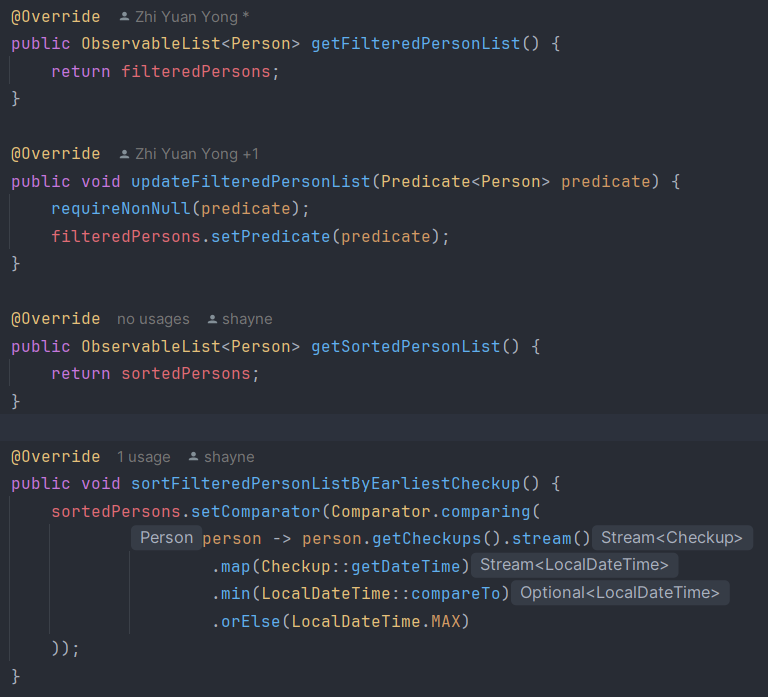 @Override Zhi Yuan Yong *
public ObservableList<Person> getFilteredPersonList() {
return filteredPersons;
}
@Override Zhi Yuan Yong +1
public void updateFilteredPersonList(Predicate<Person> predicate) {
requireNonNull(predicate);
filteredPersons.setPredicate(predicate);
}
@Override no usages shayne
public ObservableList<Person> getSortedPersonList() {
return sortedPersons;
}
@Override 1 usage shayne
public void sortFilteredPersonListByEarliestCheckup() {
sortedPersons.setComparator(Comparator.comparing(
Person person -> person.getCheckups().stream() Stream<Checkup>
.map(Checkup::getDateTime) Stream<LocalDateTime>
.min(LocalDateTime::compareTo) Optional<LocalDateTime>
.orElse(LocalDateTime.MAX)
));
}